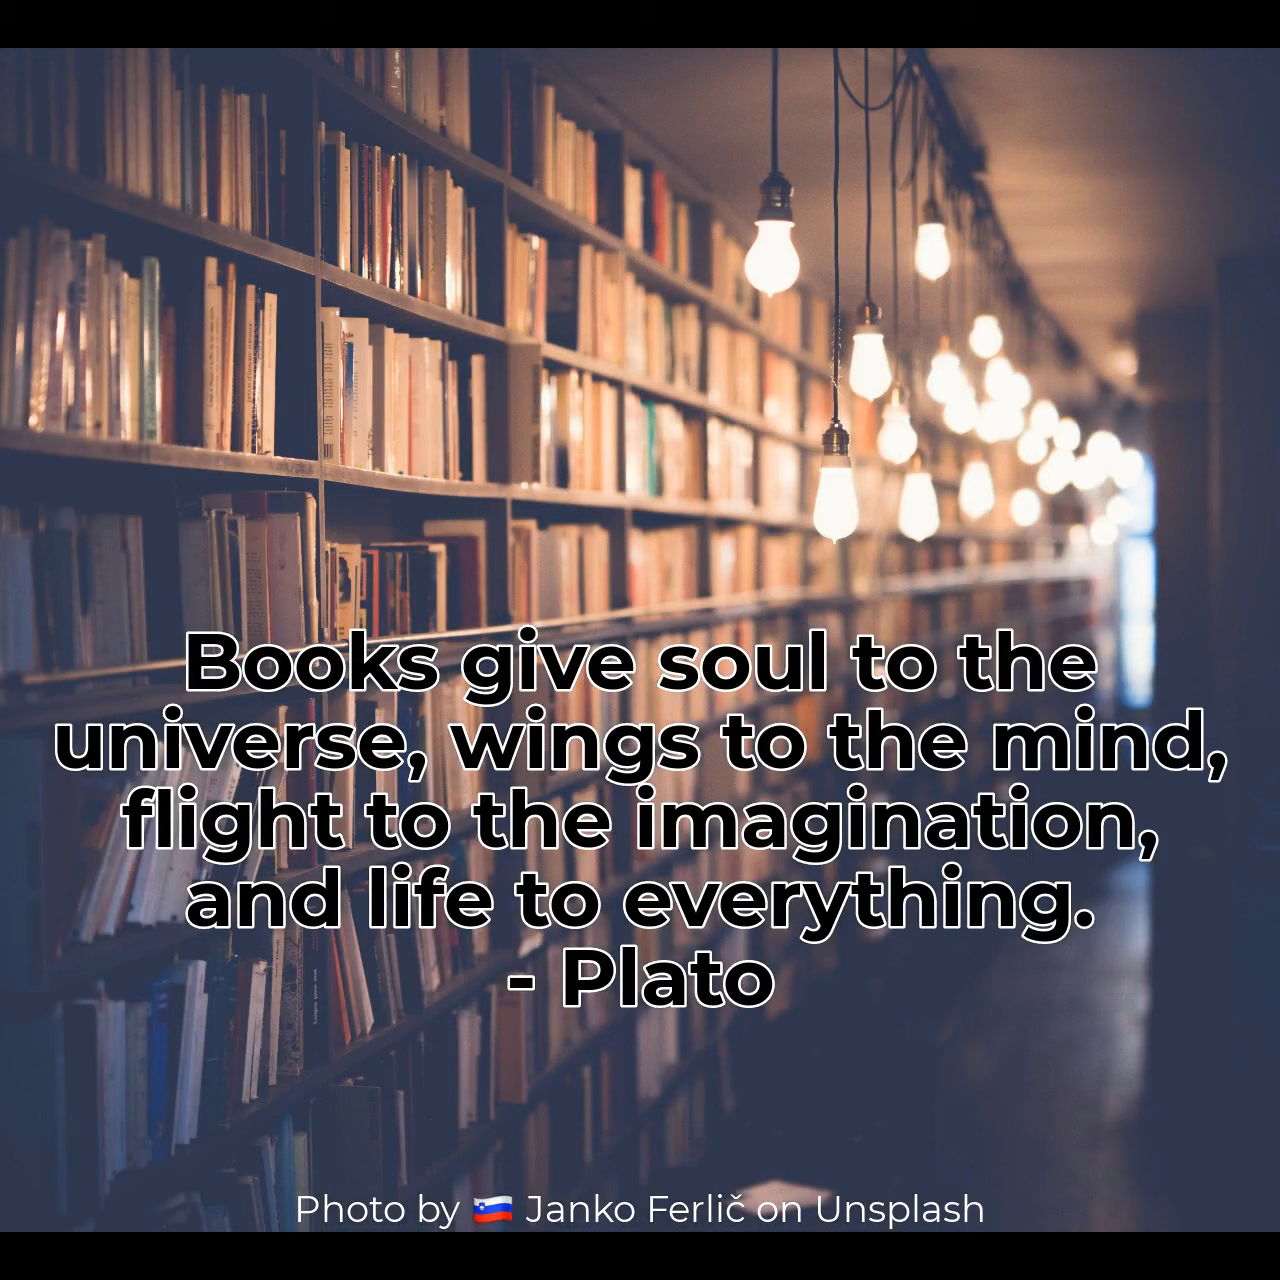 Books give soul to the
universe, wings to the mind,
flight to the imagination,
and life to everything.
- Plato
Photo by 🇸🇮 Janko Ferlič on Unsplash